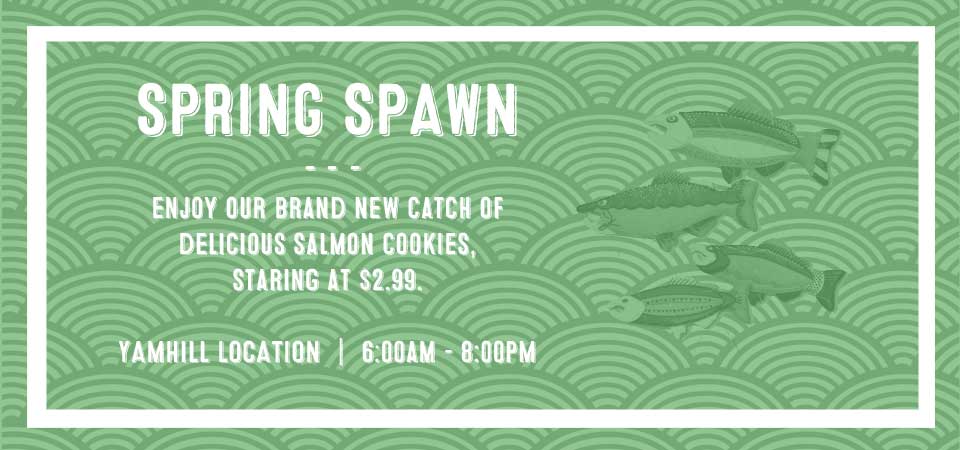 SPRING SPAWN
- - -
ENJOY OUR BRAND NEW CATCH OF
DELICIOUS SALMON COOKIES,
STARING AT $2.99.
YAMHILL LOCATION | 6:00AM - 8:00PM